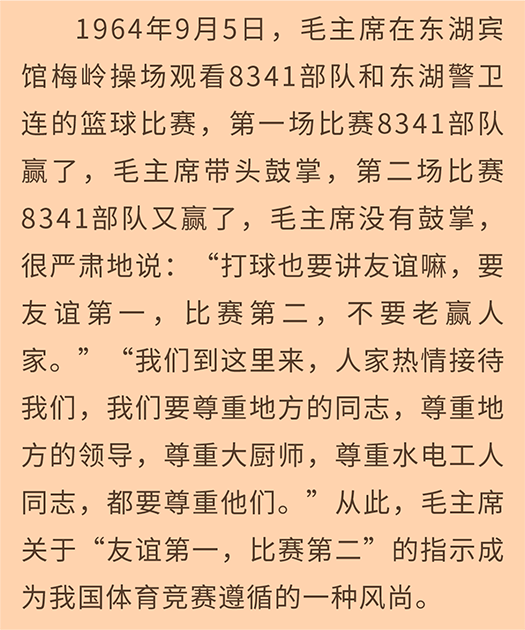 1964年9月5日，毛主席在东湖宾
馆梅岭操场观看8341部队和东湖警卫
连的篮球比赛，第一场比赛8341部队
赢了，毛主席带头鼓掌，第二场比赛
8341部队又赢了，毛主席没有鼓掌，
很严肃地说：“打球也要讲友谊嘛，要
友谊第一，比赛第二，不要老赢人
家。”“我们到这里来，人家热情接待
我们，我们要尊重地方的同志，尊重地
方的领导，尊重大厨师，尊重水电工人
同志，都要尊重他们。”从此，毛主席
关于“友谊第一，比赛第二”的指示成
为我国体育竞赛遵循的一种风尚。